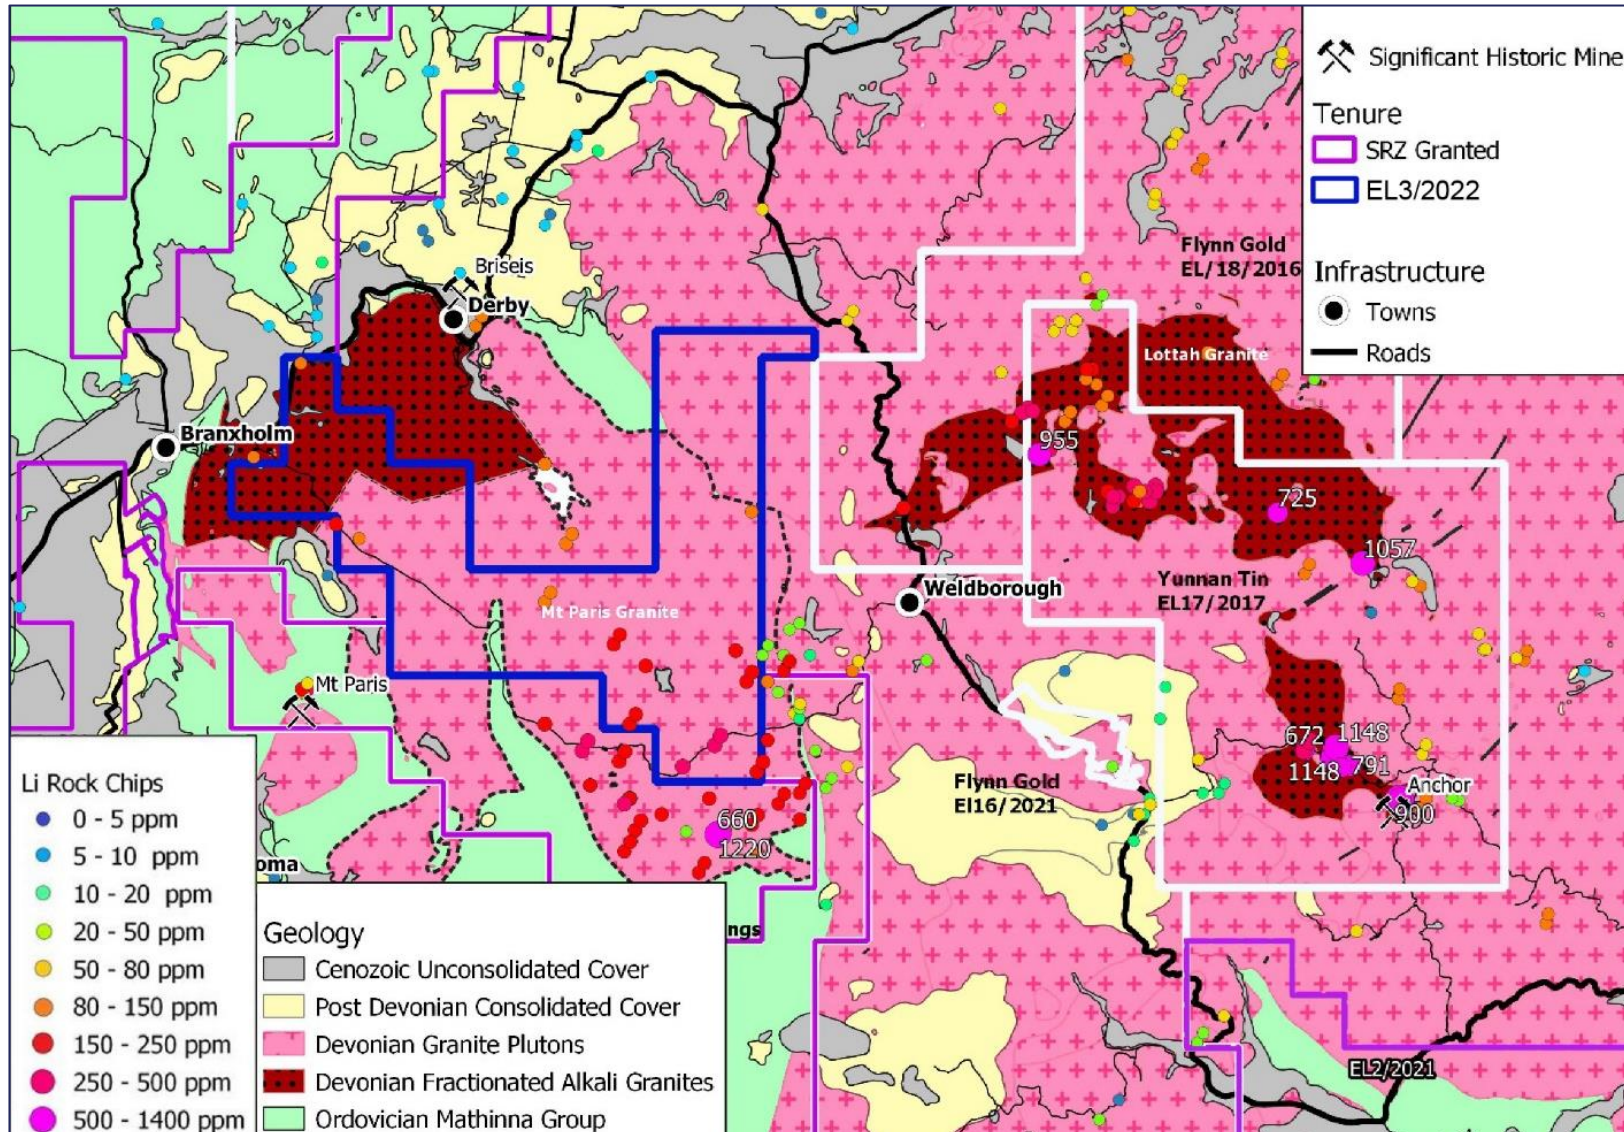 Significant Historic Mine
Tenure
SRZ Granted
EL3/2022
Infrastructure
Towns
Roads
Flynn Gold
EL/18/2016
Briseis
Derby
Lottah Granite
Branxholm
955
725
1057
Yunnan Tin
EL17/2017
Weldborough
Mt Paris Granite
Mt Paris
672
1148
1148
791
Anchor
900
Flynn Gold
El16/2021
660
1220
oma
ngs
EL2/2021
Li Rock Chips
0 - 5 ppm
5 - 10 ppm
10 - 20 ppm
20 - 50 ppm
50 - 80 ppm
80 - 150 ppm
150 - 250 ppm
250 - 500 ppm
500 - 1400 ppm
Geology
Cenozoic Unconsolidated Cover
Post Devonian Consolidated Cover
Devonian Granite Plutons
Devonian Fractionated Alkali Granites
Ordovician Mathinna Group